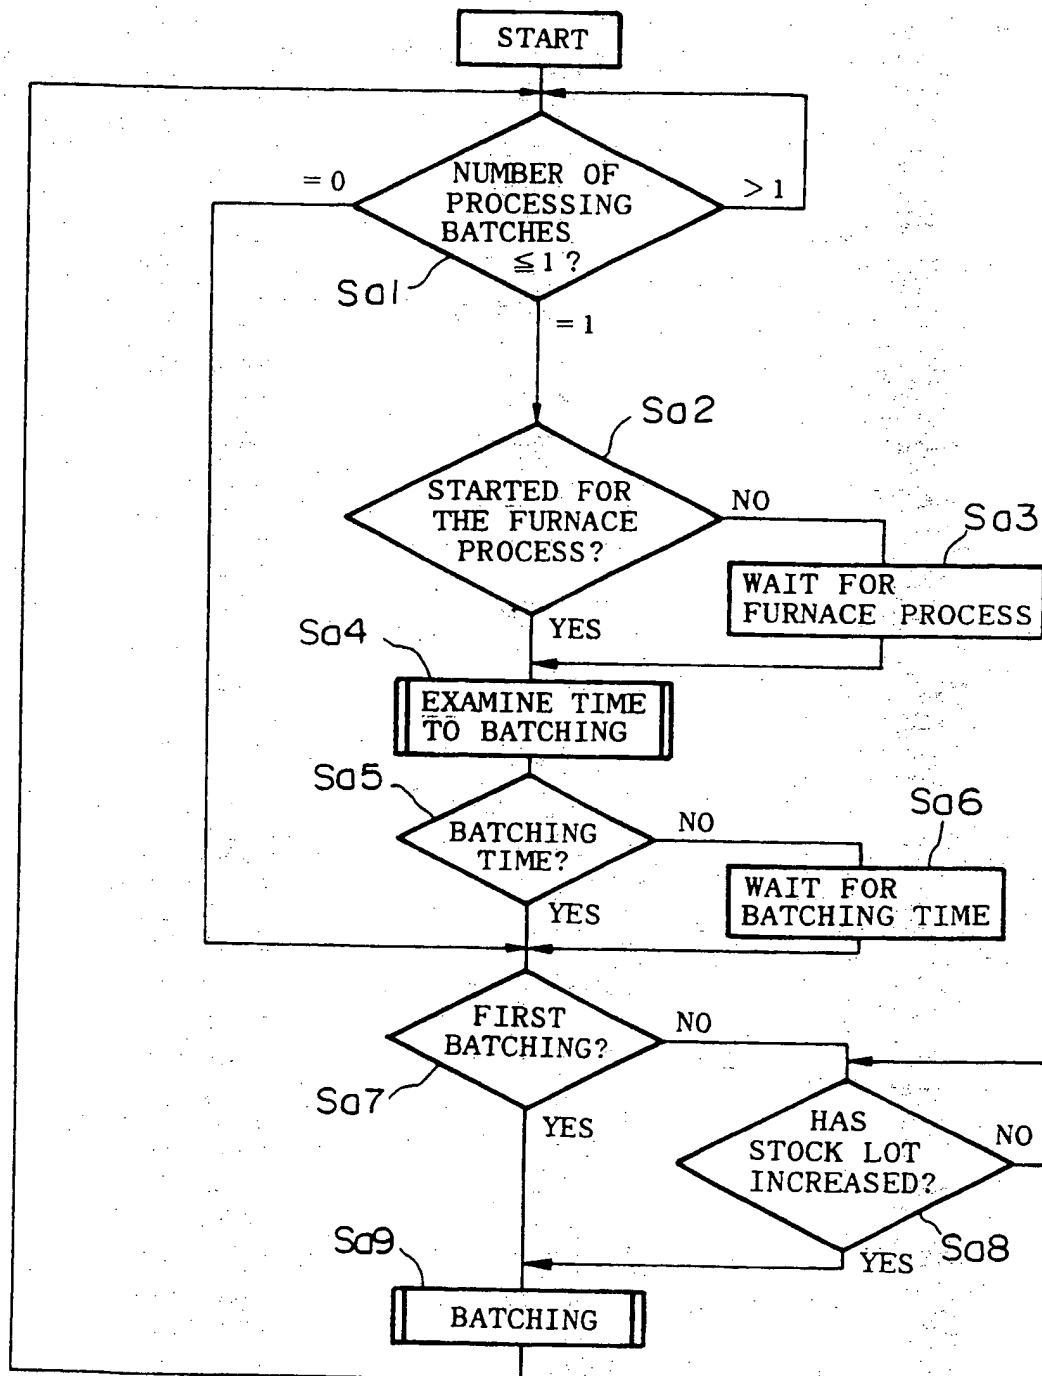 START
= 0
NUMBER OF
PROCESSING
BATCHES
≦ 1 ?
> 1
Sa1
= 1
Sa2
STARTED FOR
THE FURNACE
PROCESS?
NO
Sa3
WAIT FOR
FURNACE PROCESS
YES
Sa4
EXAMINE TIME
TO BATCHING
Sa5
BATCHING
TIME?
NO
Sa6
WAIT FOR
BATCHING TIME
YES
FIRST
BATCHING?
NO
Sa7
YES
HAS
STOCK LOT
INCREASED?
NO
Sa8
YES
Sa9
BATCHING